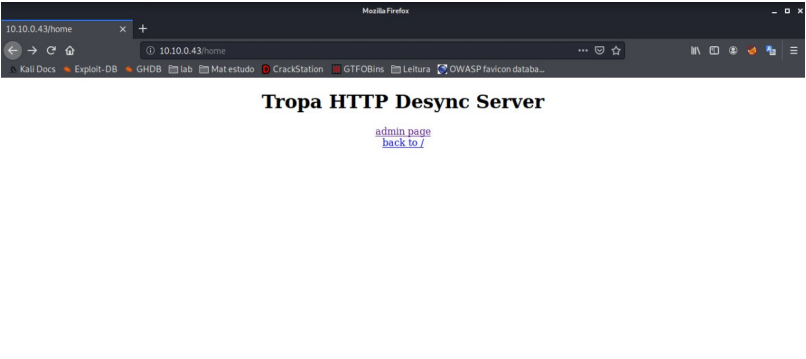 Mozilla Firefox
10.10.0.43/home
10.10.0.43/home
Kali Docs Exploit-DB GHDB lab Mat estudo CrackStation GTFOBins Leitura OWASP favicon databa...
Tropa HTTP Desync Server
admin page
back to /